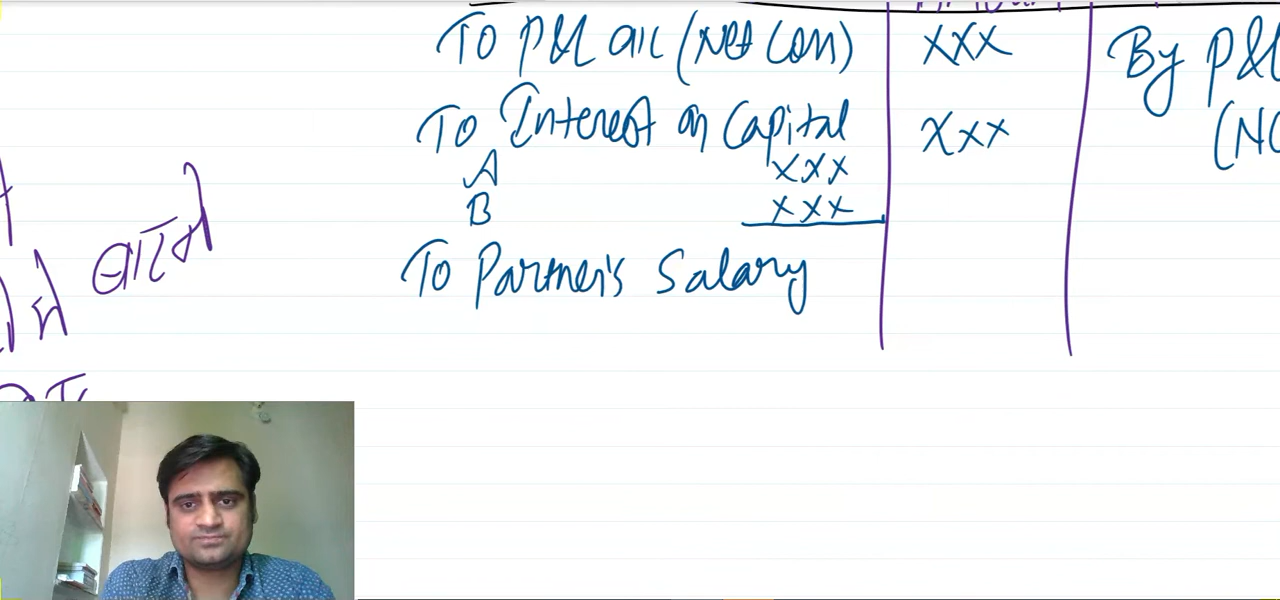 To P&L a/c (Net Loss) XXX By P&L
To Interest on Capital XXX (N
A XXX
B XXX
To Partner's Salary